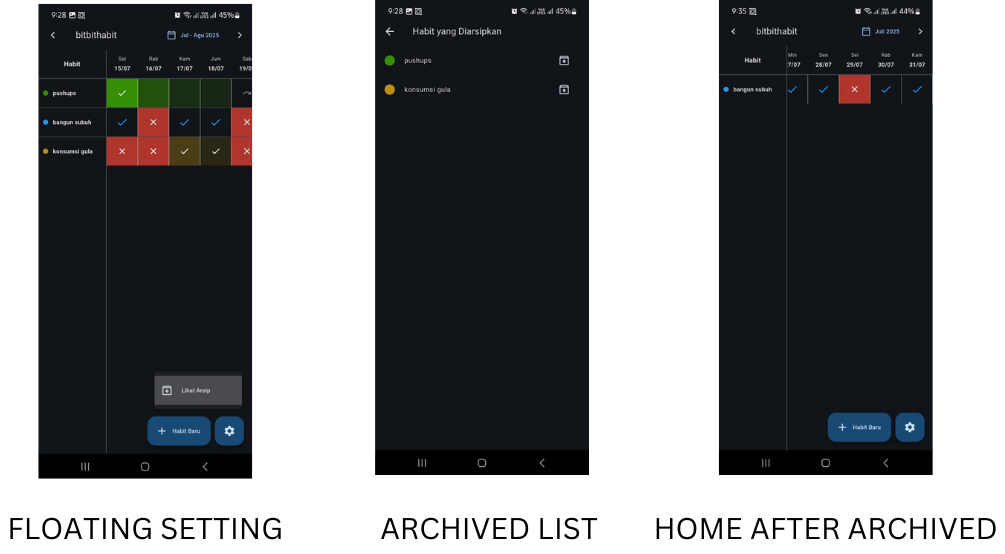 9:28 45%
bitbithabit Jul - Agu 2025
Habit Sel Rab Kam Jum Sab
15/07 16/07 17/07 18/07 19/0
pushups
bangun subuh
konsumsi gula
Lihat Arsip
+ Habit Baru
FLOATING SETTING
9:28 45%
Habit yang Diarsipkan
pushups
konsumsi gula
ARCHIVED LIST
9:35 44%
bitbithabit Juli 2025
Habit Min Sen Sel Rab Kam
7/07 28/07 29/07 30/07 31/07
bangun subuh
+ Habit Baru
HOME AFTER ARCHIVED